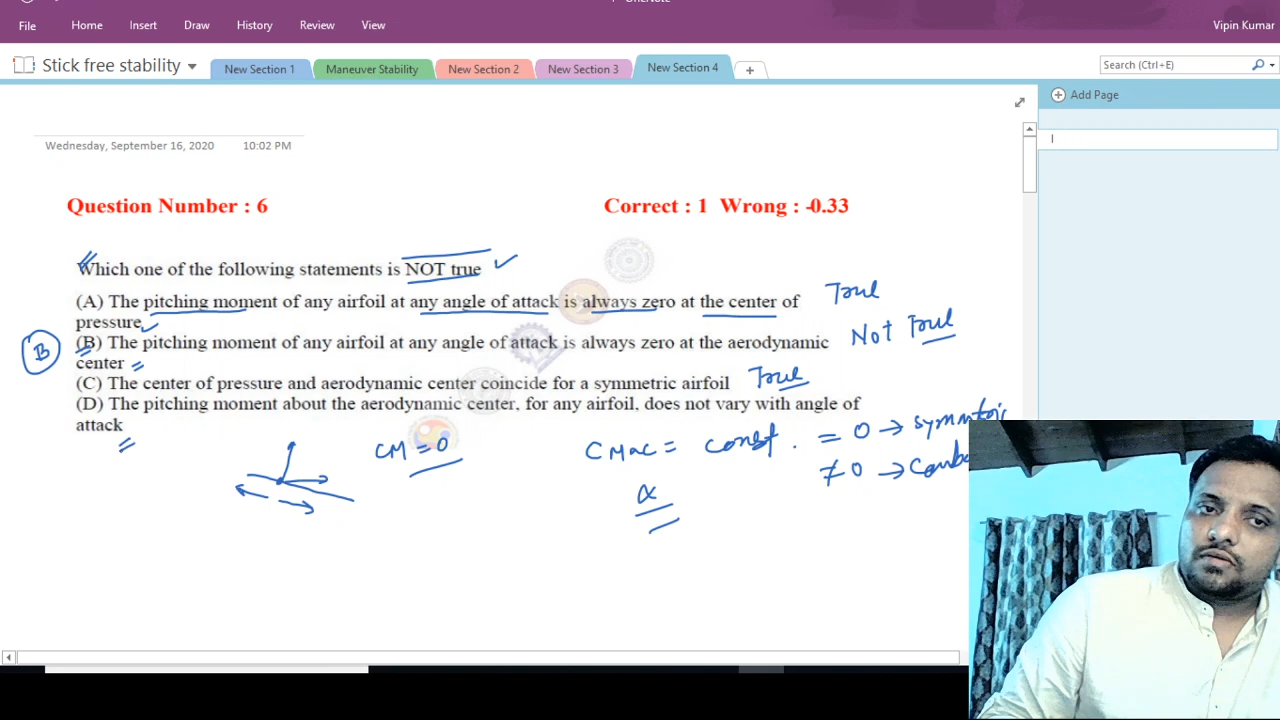 File Home Insert Draw History Review View Vipin Kumar
Stick free stability New Section 1 Maneuver Stability New Section 2 New Section 3 New Section 4 Search (Ctrl+E)
Add Page
Wednesday, September 16, 2020 10:02 PM
Question Number : 6 Correct : 1 Wrong : -0.33
Which one of the following statements is NOT true
(A) The pitching moment of any airfoil at any angle of attack is always zero at the center of True
pressure
B (B) The pitching moment of any airfoil at any angle of attack is always zero at the aerodynamic Not True
center
(C) The center of pressure and aerodynamic center coincide for a symmetric airfoil True
(D) The pitching moment about the aerodynamic center, for any airfoil, does not vary with angle of
attack
CM = 0 CMac = const. = 0 →
≠ 0 →
α